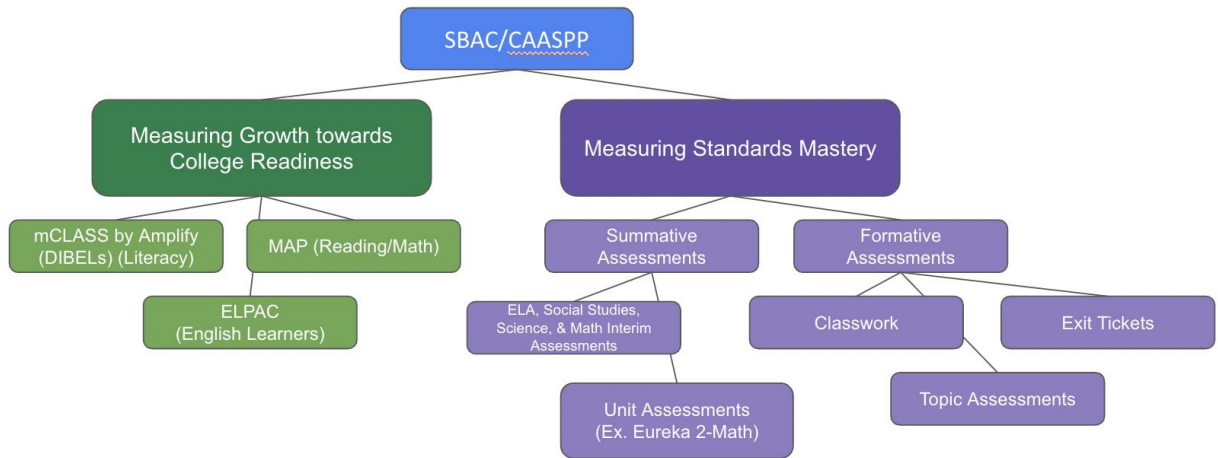 SBAC/CAASPP
Measuring Growth towards
College Readiness
Measuring Standards Mastery
mCLASS by Amplify
(DIBELs) (Literacy)
MAP (Reading/Math)
ELPAC
(English Learners)
Summative
Assessments
Formative
Assessments
ELA, Social Studies,
Science, & Math Interim
Assessments
Classwork
Exit Tickets
Unit Assessments
(Ex. Eureka 2-Math)
Topic Assessments